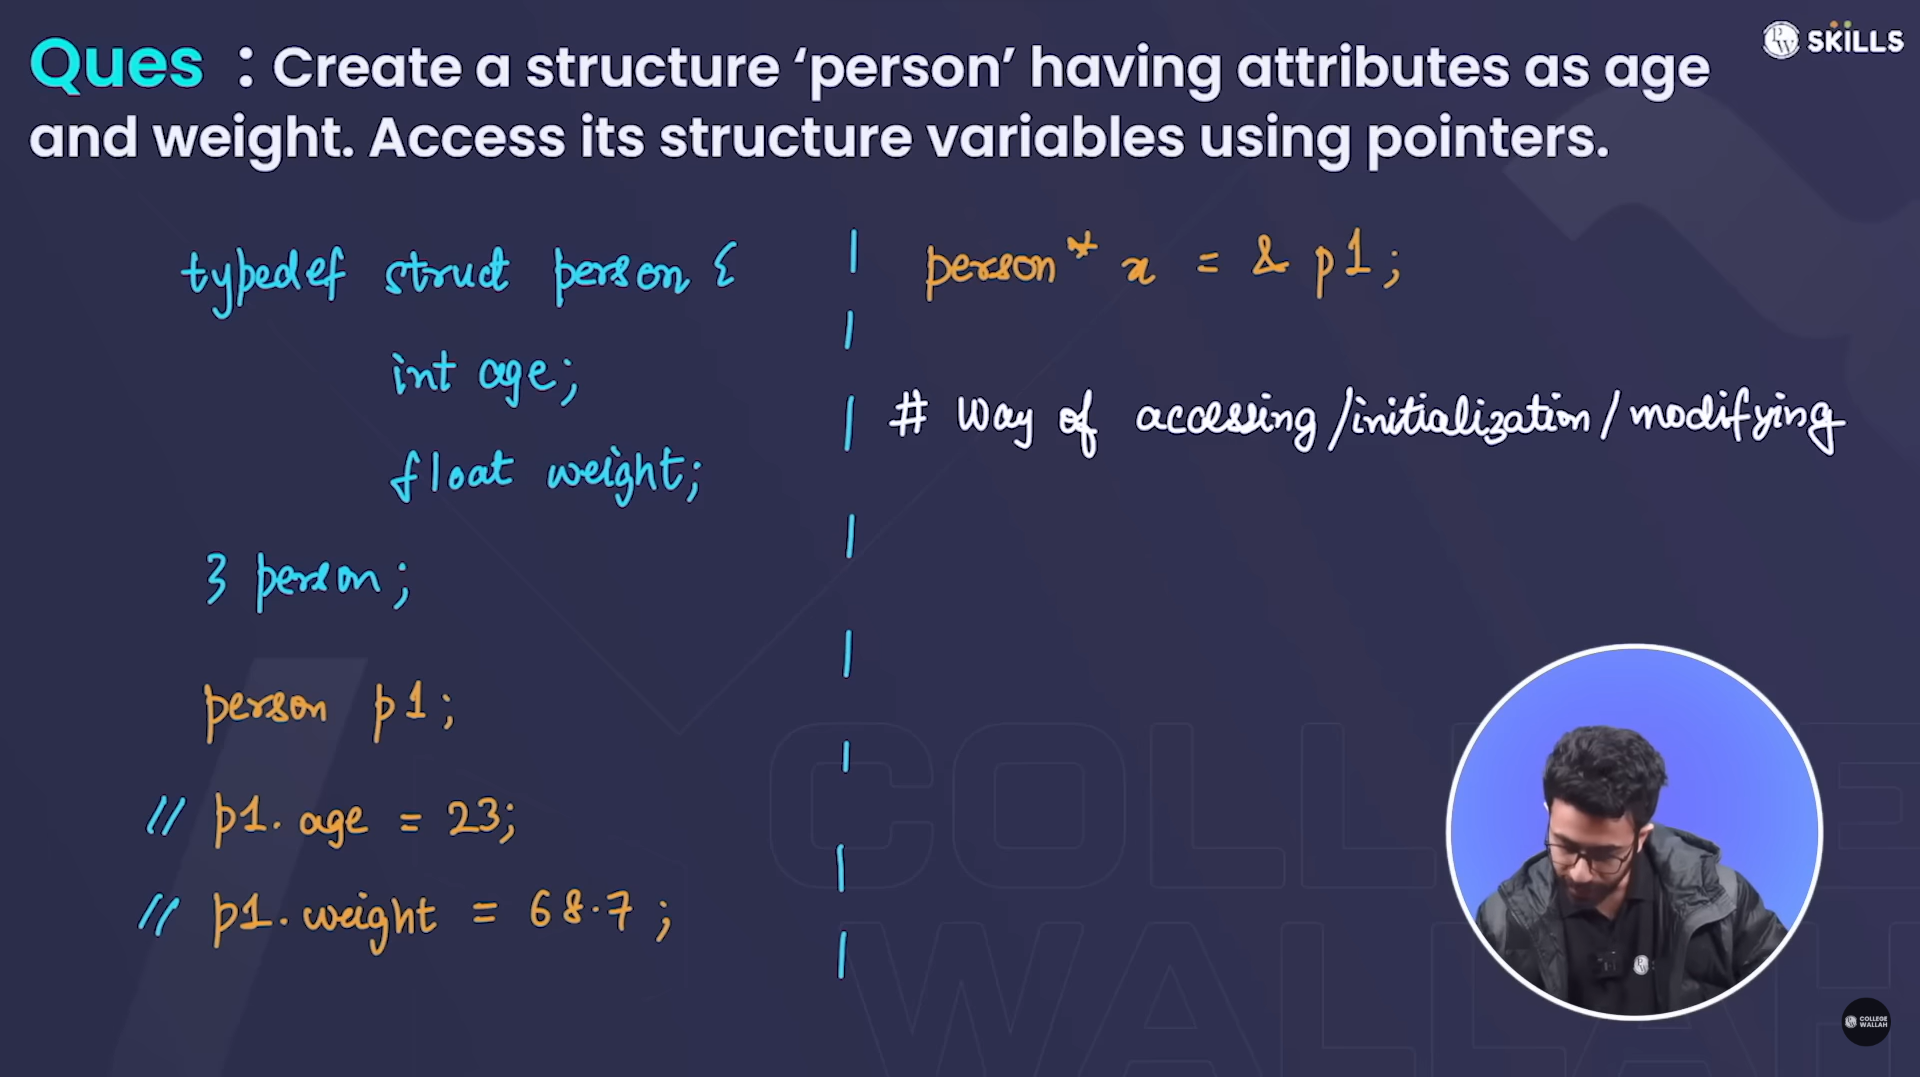 Ques : Create a structure ‘person’ having attributes as age
and weight. Access its structure variables using pointers.
PW SKILLS
typedef struct person {
int age;
float weight;
} person;
person p1;
// p1.age = 23;
// p1.weight = 68.7;
person* x = & p1;
# Way of accessing/initialization/modifying
COLLEGE
WALLAH
PW
COLLEGE
WALLAH